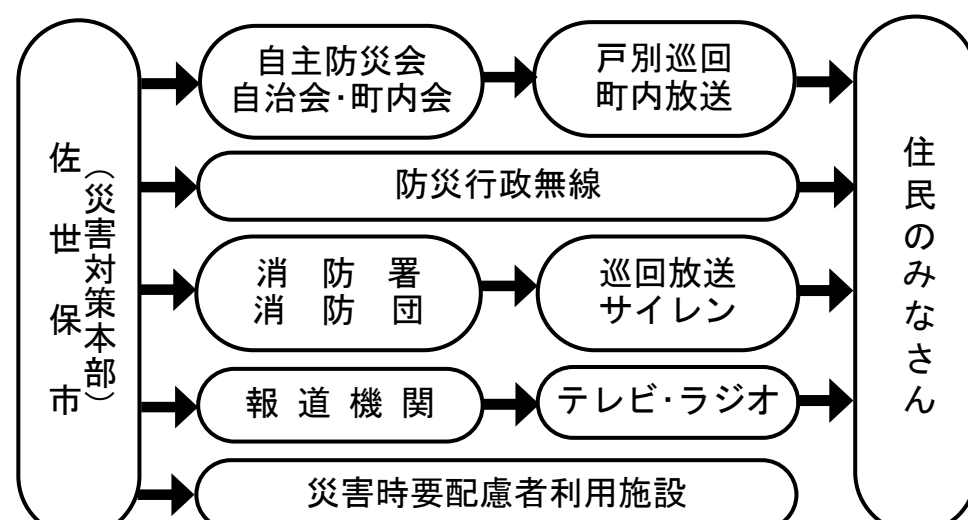 佐世保市
（災害対策本部）
自主防災会
自治会・町内会
戸別巡回
町内放送
防災行政無線
消防署
消防団
巡回放送
サイレン
報道機関
テレビ・ラジオ
災害時要配慮者利用施設
住民のみなさん